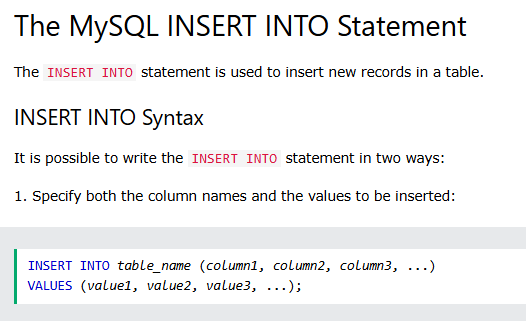 The MySQL INSERT INTO Statement
The INSERT INTO statement is used to insert new records in a table.
INSERT INTO Syntax
It is possible to write the INSERT INTO statement in two ways:
1. Specify both the column names and the values to be inserted:
INSERT INTO table_name (column1, column2, column3, ...)
VALUES (value1, value2, value3, ...);